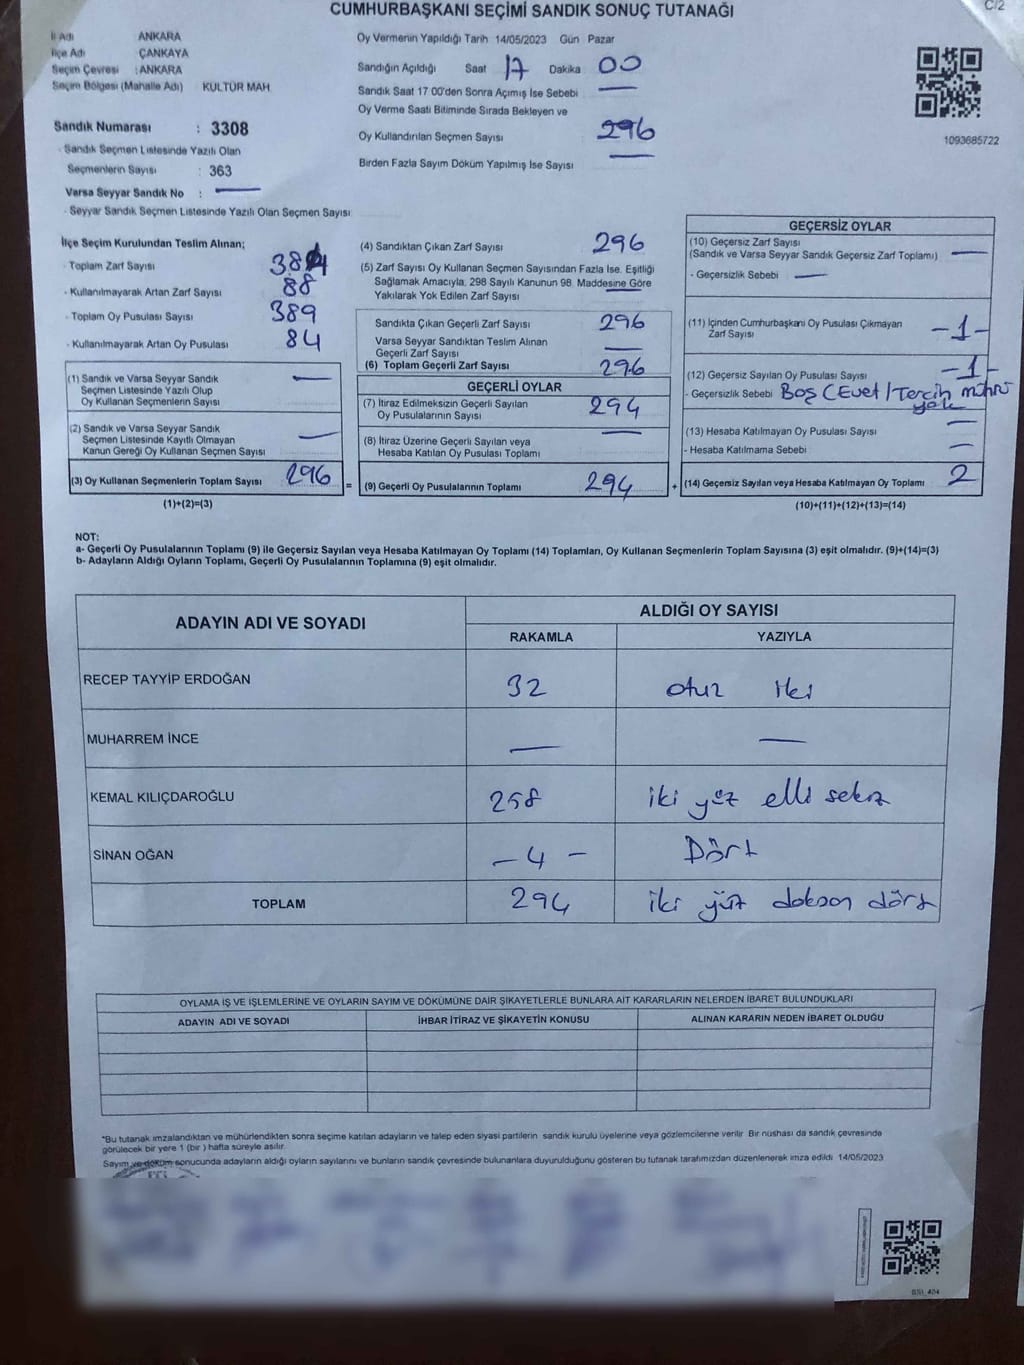 CUMHURBAŞKANI SEÇİMİ SANDIK SONUÇ TUTANAĞI
C/2
İl Adı ANKARA
İlçe Adı ÇANKAYA
Seçim Çevresi : ANKARA
Seçim Bölgesi (Mahalle Adı) KÜLTÜR MAH
Sandık Numarası : 3308
- Sandık Seçmen Listesinde Yazılı Olan
Seçmenlerin Sayısı : 363
Varsa Seyyar Sandık No : —
- Seyyar Sandık Seçmen Listesinde Yazılı Olan Seçmen Sayısı
Oy Vermenin Yapıldığı Tarih 14/05/2023 Gün Pazar
Sandığın Açıldığı Saat 17 Dakika 00
Sandık Saat 17 00'den Sonra Açımış İse Sebebi —
Oy Verme Saati Bitiminde Sırada Bekleyen ve
Oy Kullandırılan Seçmen Sayısı 296
Birden Fazla Sayım Döküm Yapılmış İse Sayısı —
1093685722
İlçe Seçim Kurulundan Teslim Alınan;
- Toplam Zarf Sayısı 384
- Kullanılmayarak Artan Zarf Sayısı 88
- Toplam Oy Pusulası Sayısı 389
- Kullanılmayarak Artan Oy Pusulası 84
(1) Sandık ve Varsa Seyyar Sandık —
Seçmen Listesinde Yazılı Olup
Oy Kullanan Seçmenlerin Sayısı
(2) Sandık ve Varsa Seyyar Sandık —
Seçmen Listesinde Kayıtlı Olmayan
Kanun Gereği Oy Kullanan Seçmen Sayısı
(3) Oy Kullanan Seçmenlerin Toplam Sayısı 296
(1)+(2)=(3)
(4) Sandıktan Çıkan Zarf Sayısı 296
(5) Zarf Sayısı Oy Kullanan Seçmen Sayısından Fazla İse. Eşitliği
Sağlamak Amacıyla, 298 Sayılı Kanunun 98. Maddesine Göre
Yakılarak Yok Edilen Zarf Sayısı —
Sandıkta Çıkan Geçerli Zarf Sayısı 296
Varsa Seyyar Sandıktan Teslim Alınan
Geçerli Zarf Sayısı —
(6) Toplam Geçerli Zarf Sayısı 296
GEÇERLİ OYLAR
(7) İtiraz Edilmeksizin Geçerli Sayılan
Oy Pusulalarının Sayısı 294
(8) İtiraz Üzerine Geçerli Sayılan veya —
Hesaba Katılan Oy Pusulası Toplamı
= (9) Geçerli Oy Pusulalarının Toplamı 294 +
GEÇERSİZ OYLAR
(10) Geçersiz Zarf Sayısı
(Sandık ve Varsa Seyyar Sandık Geçersiz Zarf Toplamı) —
- Geçersizlik Sebebi —
(11) İçinden Cumhurbaşkanı Oy Pusulası Çıkmayan
Zarf Sayısı -1-
(12) Geçersiz Sayılan Oy Pusulası Sayısı -1-
- Geçersizlik Sebebi Boş (Evet / Tercih mührü
yok
(13) Hesaba Katılmayan Oy Pusulası Sayısı —
- Hesaba Katılmama Sebebi —
(14) Geçersiz Sayılan veya Hesaba Katılmayan Oy Toplamı 2
(10)+(11)+(12)+(13)=(14)
NOT:
a- Geçerli Oy Pusulalarının Toplamı (9) ile Geçersiz Sayılan veya Hesaba Katılmayan Oy Toplamı (14) Toplamları, Oy Kullanan Seçmenlerin Toplam Sayısına (3) eşit olmalıdır. (9)+(14)=(3)
b- Adayların Aldığı Oyların Toplamı, Geçerli Oy Pusulalarının Toplamına (9) eşit olmalıdır.
ADAYIN ADI VE SOYADI ALDIĞI OY SAYISI
RAKAMLA YAZIYLA
RECEP TAYYİP ERDOĞAN 32 otuz iki
MUHARREM İNCE — —
KEMAL KILIÇDAROĞLU 258 iki yüz elli sekiz
SİNAN OĞAN - 4 - Dört
TOPLAM 294 iki yüz doksan dört
OYLAMA İŞ VE İŞLEMLERİNE VE OYLARIN SAYIM VE DÖKÜMÜNE DAİR ŞİKAYETLERLE BUNLARA AİT KARARLARIN NELERDEN İBARET BULUNDUKLARI
ADAYIN ADI VE SOYADI İHBAR İTİRAZ VE ŞİKAYETİN KONUSU ALINAN KARARIN NEDEN İBARET OLDUĞU
*Bu tutanak imzalandıktan ve mühürlendikten sonra seçime katılan adayların ve talep eden siyasi partilerin sandık kurulu üyelerine veya gözlemcilerine verilir Bir nüshası da sandık çevresinde
görülecek bir yere 1 (bir ) hafta süreyle asılır.
Sayım ve döküm sonucunda adayların aldığı oyların sayılarını ve bunların sandık çevresinde bulunanlara duyurulduğunu gösteren bu tutanak tarafımızdan düzenlenerek imza edildi 14/05/2023